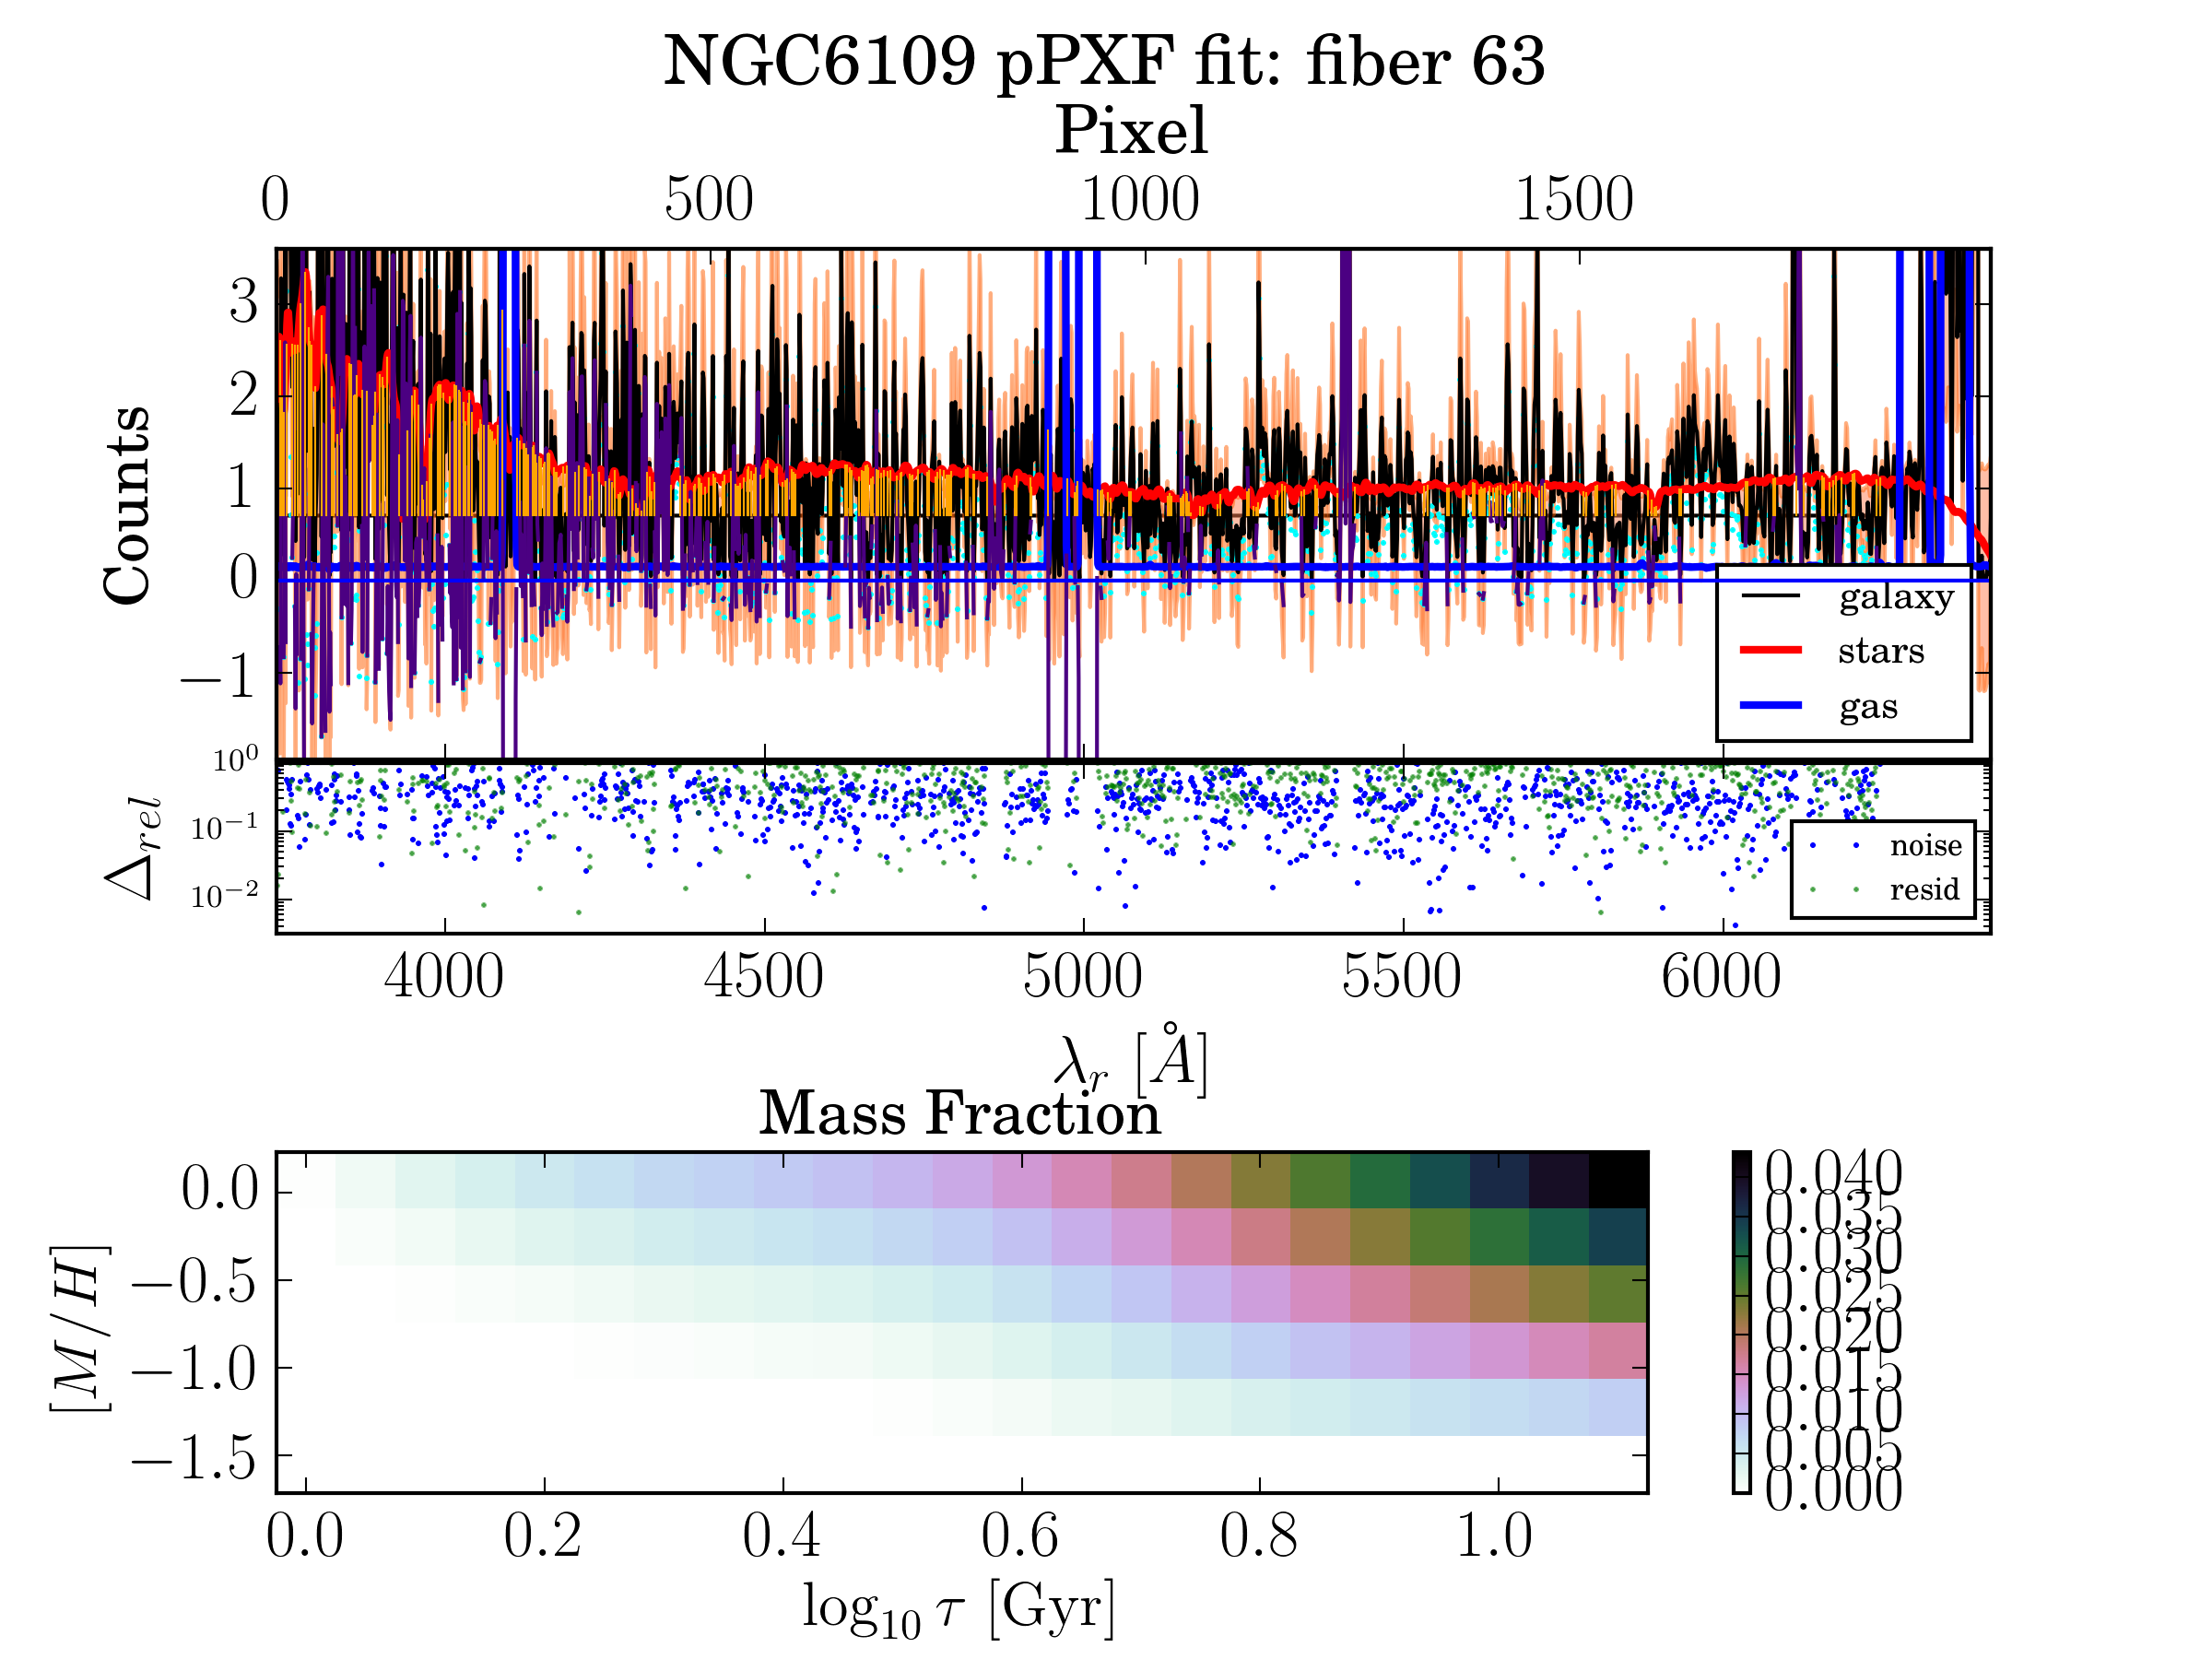 NGC6109 pPXF fit: fiber 63
Pixel
0 500 1000 1500
3
2
1
0
−1
Counts
galaxy
stars
gas
10^0
10^−1
10^−2
Δ_rel
noise
resid
4000 4500 5000 5500 6000
λ_r [Å]
Mass Fraction
0.0
−0.5
−1.0
−1.5
[M/H]
0.040
0.035
0.030
0.025
0.020
0.015
0.010
0.005
0.000
0.0 0.2 0.4 0.6 0.8 1.0
log_10 τ [Gyr]